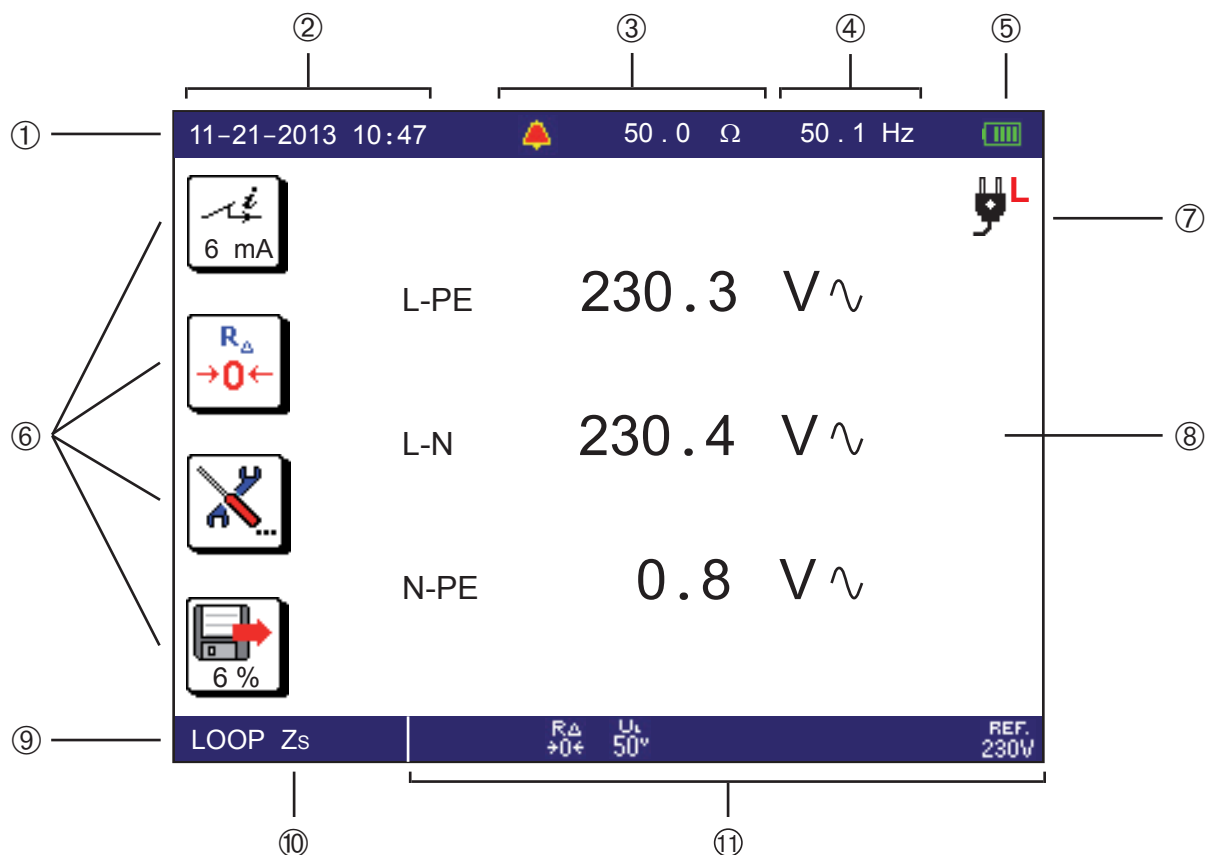 ② ③ ④ ⑤
① 11-21-2013 10:47 50.0 Ω 50.1 Hz
i
6 mA
L ⑦
L-PE 230.3 V
R△
→0←
⑥
L-N 230.4 V ⑧
...
N-PE 0.8 V
6 %
⑨ LOOP Zs R△ →0← UL 50V REF. 230V
⑩ ⑪